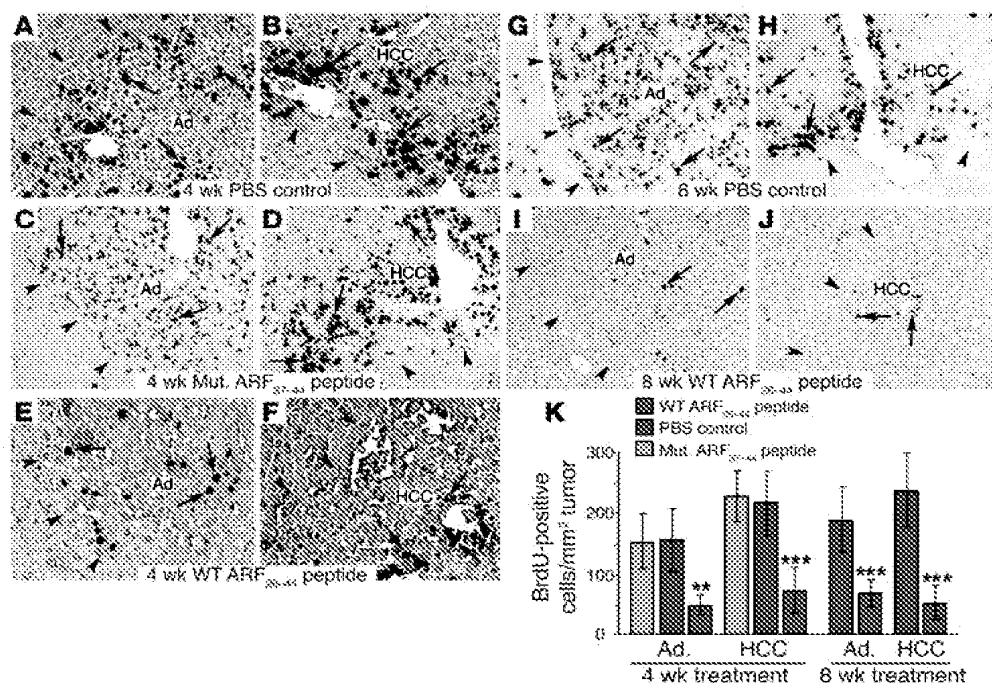 A
B
G
H
HCC
Ad
Ad
HCC
4 wk PBS control
PBS control
C
D
I
J
Ad
HCC
Ad
HCC
4 wk Mut. ARF peptide
8 wk WT ARF peptide
E
F
K
Ad
HCC
4 wk WT ARF peptide
WT ARF peptide
PBS control
Mut. ARF peptide
BrdU-positive
cells/mm² tumor
300
200
100
0
**
***
***
***
Ad.
HCC
Ad.
HCC
4 wk treatment
8 wk treatment